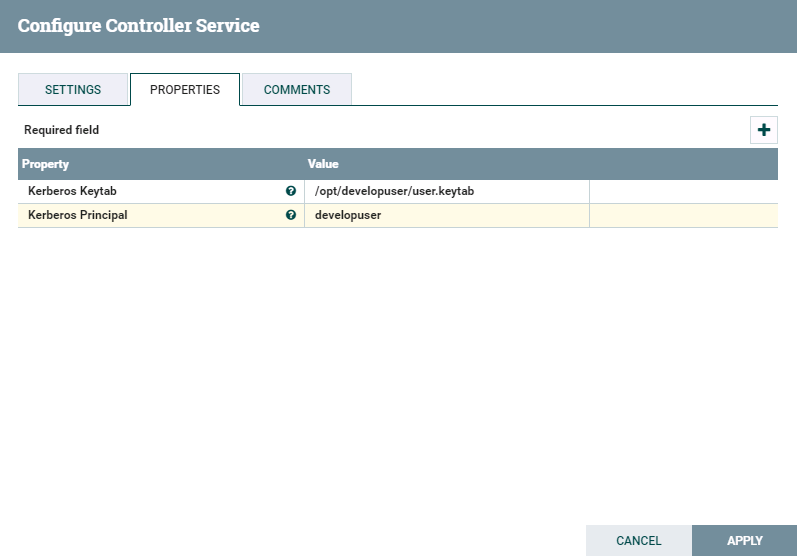 Configure Controller Service
SETTINGS PROPERTIES COMMENTS
Required field
Property Value
Kerberos Keytab /opt/developuser/user.keytab
Kerberos Principal developuser
CANCEL APPLY